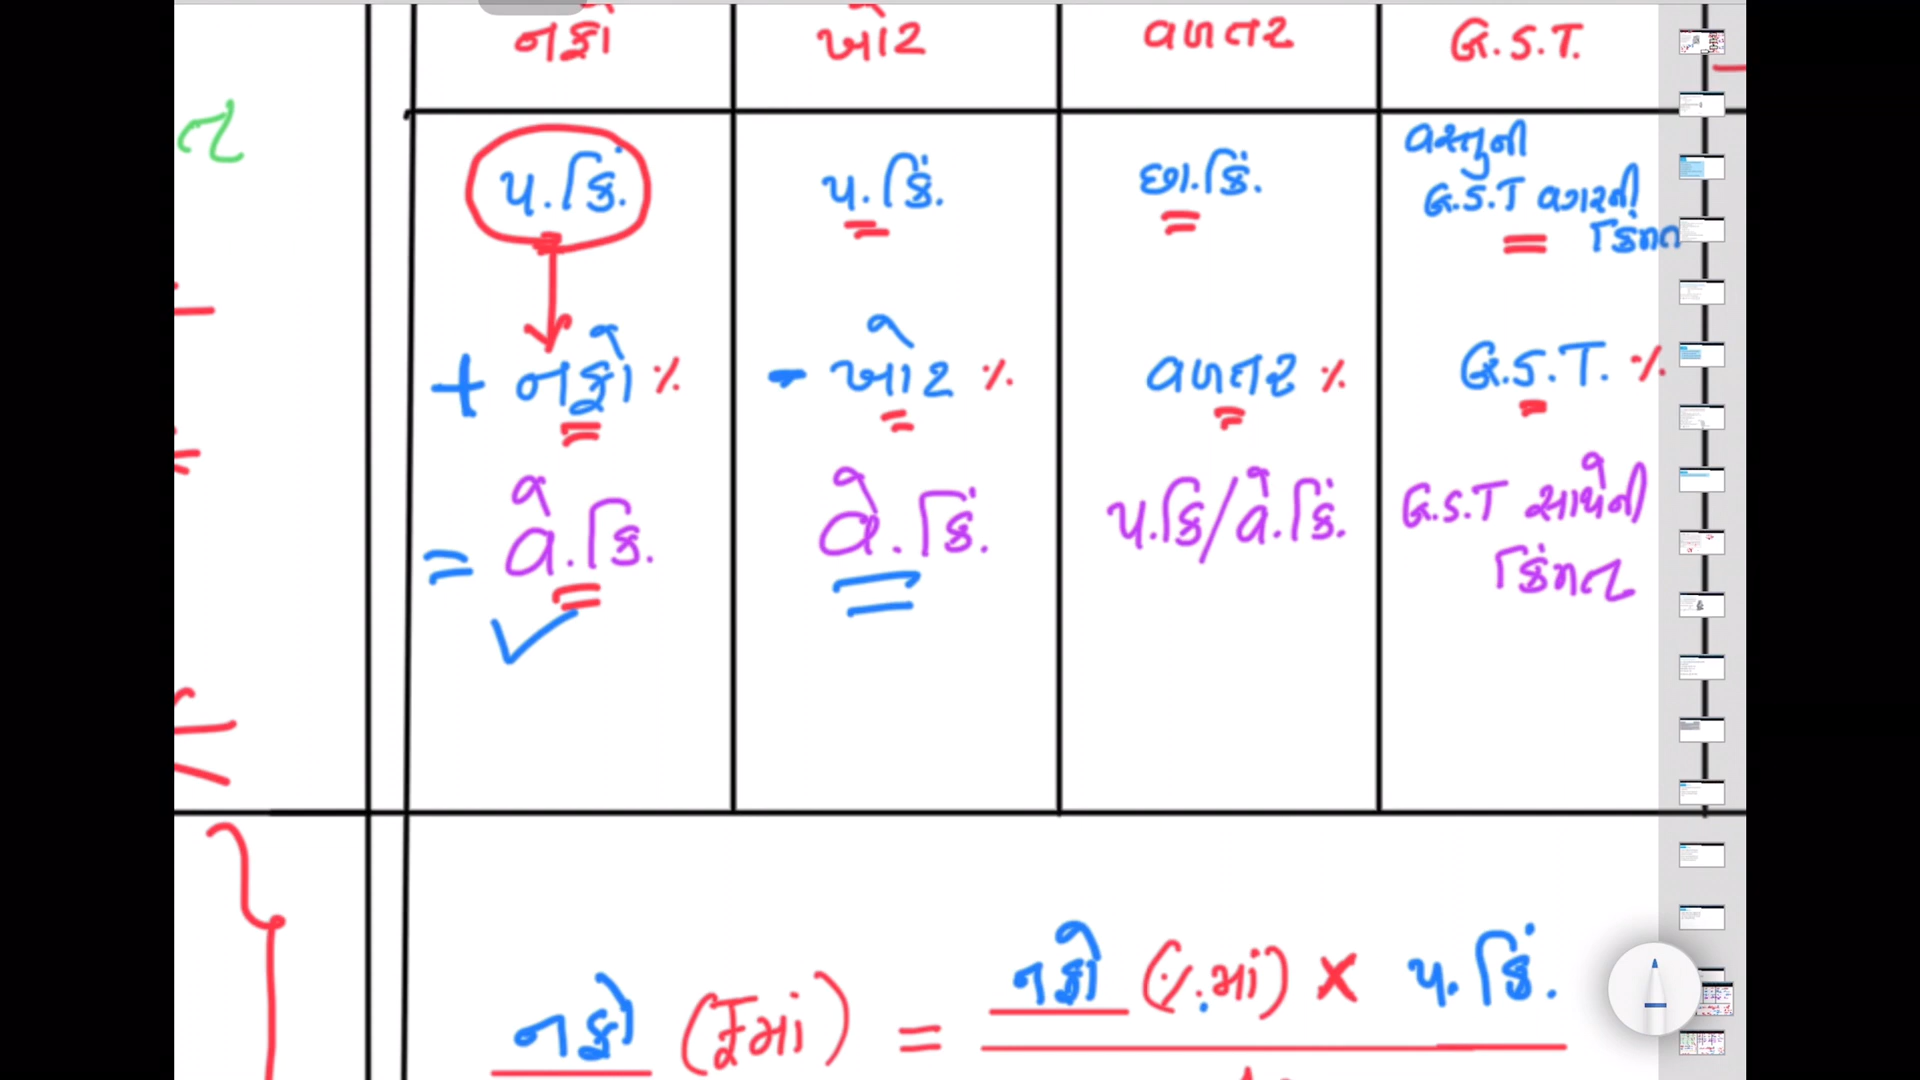 નફો ખોટ વળતર G.S.T.
પ.કિં. પ.કિં. છા.કિં. વસ્તુની
G.S.T વગરની
કિંમત
+ નફો % - ખોટ % વળતર % G.S.T. %
= વે.કિં. વે.કિં. પ.કિં/વે.કિં. G.S.T સાથેની
કિંમત
નફો (%માં) × પ.કિં.
નફો (રૂમાં) =